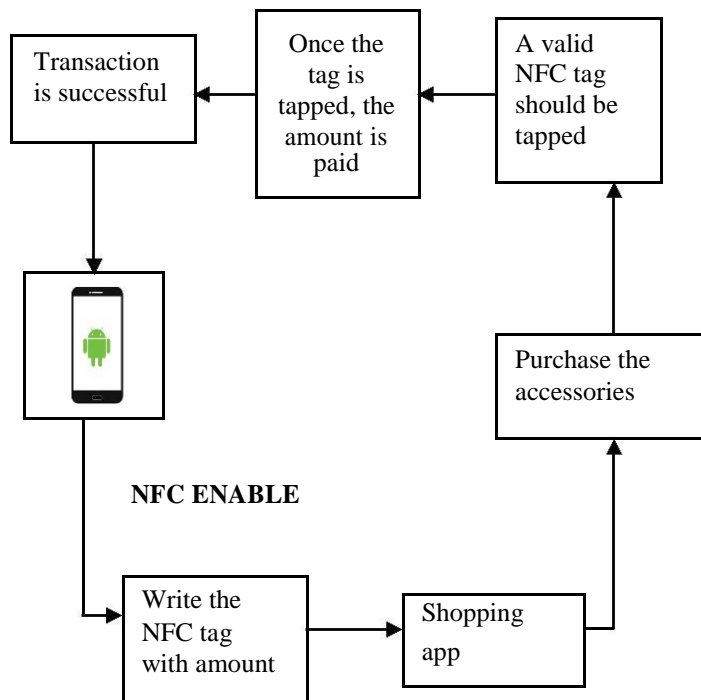 Transaction
is successful
Once the
tag is
tapped, the
amount is
paid
A valid
NFC tag
should be
tapped
Purchase the
accessories
NFC ENABLE
Write the
NFC tag
with amount
Shopping
app